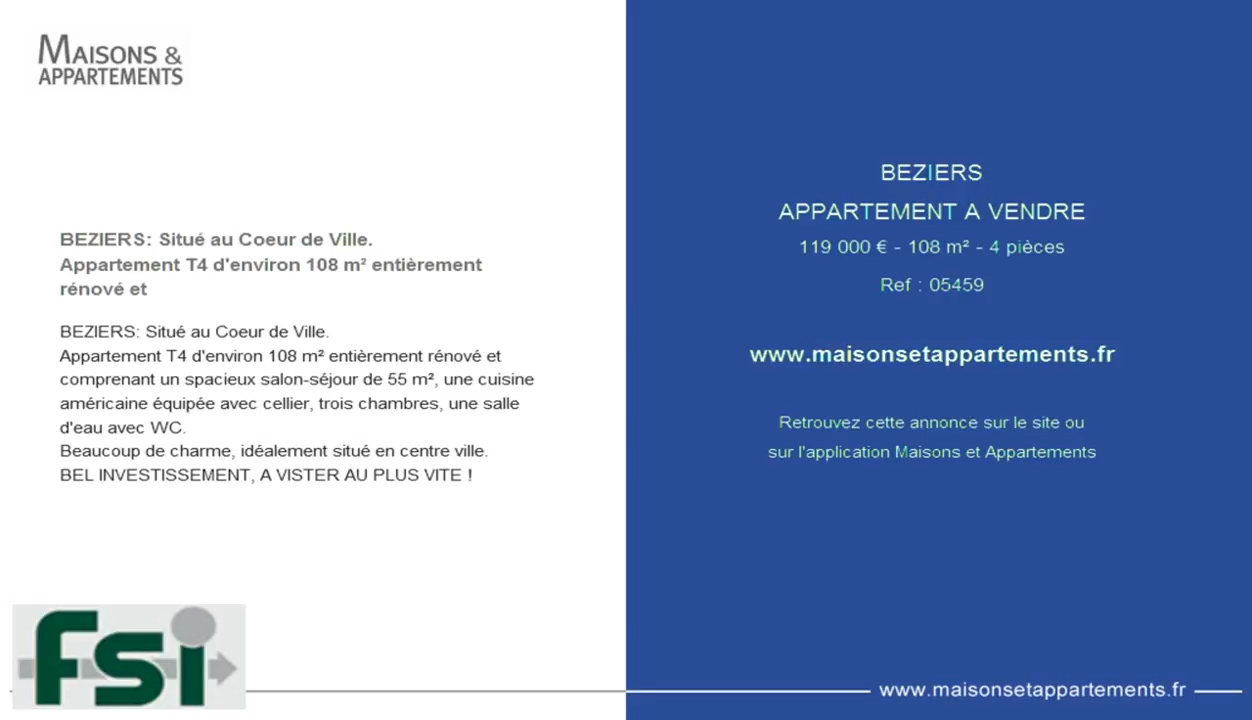 MAISONS &
APPARTEMENTS
BEZIERS: Situé au Coeur de Ville.
Appartement T4 d'environ 108 m² entièrement
rénové et
BEZIERS: Situé au Coeur de Ville.
Appartement T4 d'environ 108 m² entièrement rénové et
comprenant un spacieux salon-séjour de 55 m², une cuisine
américaine équipée avec cellier, trois chambres, une salle
d'eau avec WC.
Beaucoup de charme, idéalement situé en centre ville.
BEL INVESTISSEMENT, A VISTER AU PLUS VITE !
fsi
BEZIERS
APPARTEMENT A VENDRE
119 000 € - 108 m² - 4 pièces
Ref : 05459
www.maisonsetappartements.fr
Retrouvez cette annonce sur le site ou
sur l'application Maisons et Appartements
www.maisonsetappartements.fr